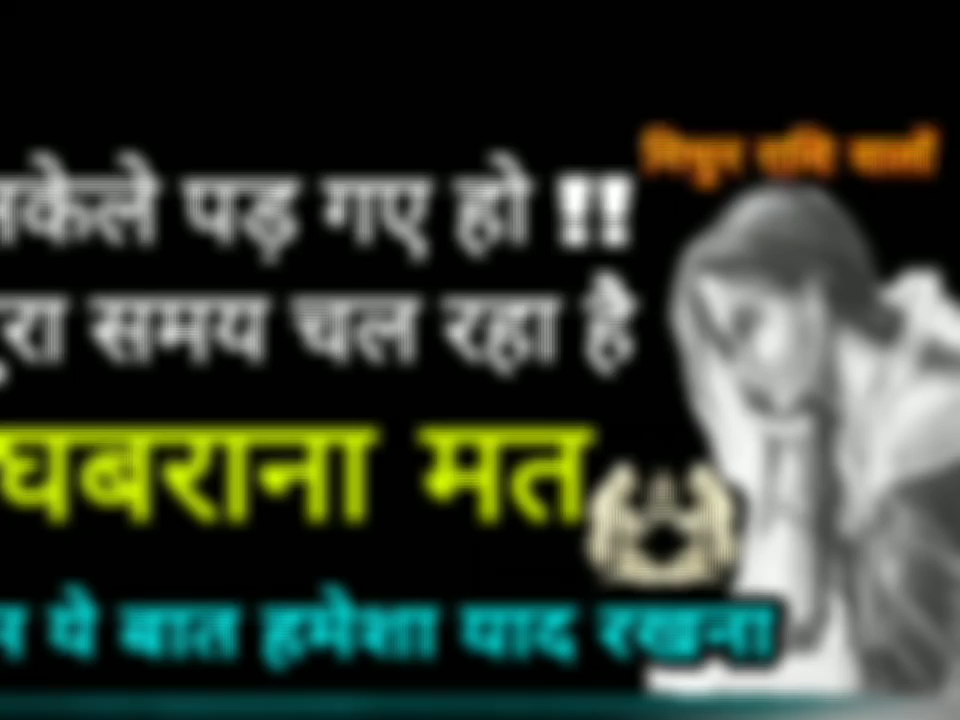 मिथुन राशि वालों
पड़ गए हो !!
समय चल रहा है
घबराना मत
ये बात हमेशा याद रखना